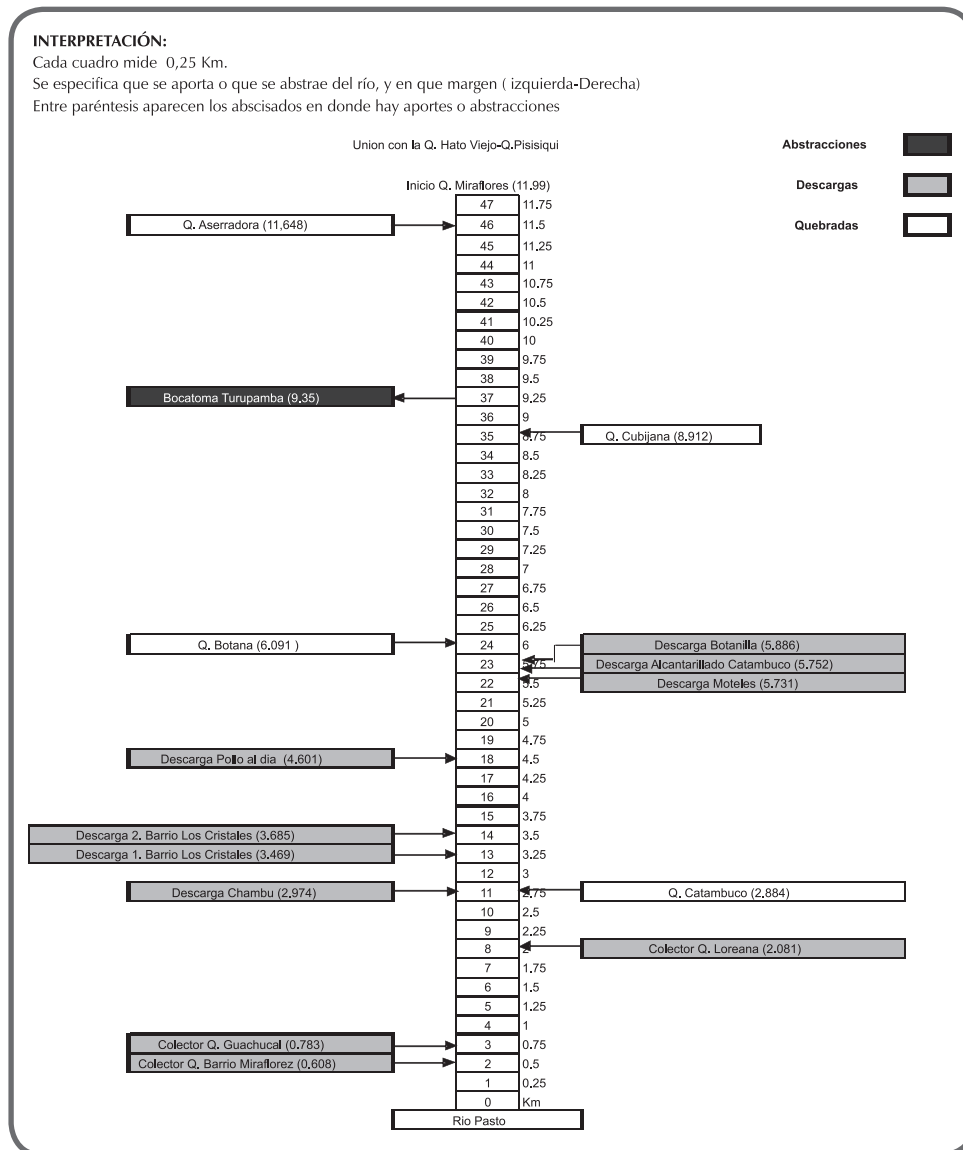 INTERPRETACIÓN:
Cada cuadro mide 0,25 Km.
Se especifica que se aporta o que se abstrae del río, y en que margen ( izquierda-Derecha)
Entre paréntesis aparecen los abscisados en donde hay aportes o abstracciones
Union con la Q. Hato Viejo-Q.Pisisiqui
Abstracciones
Inicio Q. Miraflores (11.99)
Descargas
47 11.75
Q. Aserradora (11,648) 46 11.5 Quebradas
45 11.25
44 11
43 10.75
42 10.5
41 10.25
40 10
39 9.75
38 9.5
Bocatoma Turupamba (9.35) 37 9.25
36 9
35 8.75 Q. Cubijana (8.912)
34 8.5
33 8.25
32 8
31 7.75
30 7.5
29 7.25
28 7
27 6.75
26 6.5
25 6.25
Q. Botana (6.091 ) 24 6 Descarga Botanilla (5.886)
23 5.75 Descarga Alcantarillado Catambuco (5.752)
22 5.5 Descarga Moteles (5.731)
21 5.25
20 5
19 4.75
Descarga Pollo al dia (4.601) 18 4.5
17 4.25
16 4
15 3.75
Descarga 2. Barrio Los Cristales (3.685) 14 3.5
Descarga 1. Barrio Los Cristales (3.469) 13 3.25
12 3
Descarga Chambu (2.974) 11 2.75 Q. Catambuco (2.884)
10 2.5
9 2.25
8 2 Colector Q. Loreana (2.081)
7 1.75
6 1.5
5 1.25
4 1
Colector Q. Guachucal (0.783) 3 0.75
Colector Q. Barrio Miraflorez (0.608) 2 0.5
1 0.25
0 Km
Rio Pasto